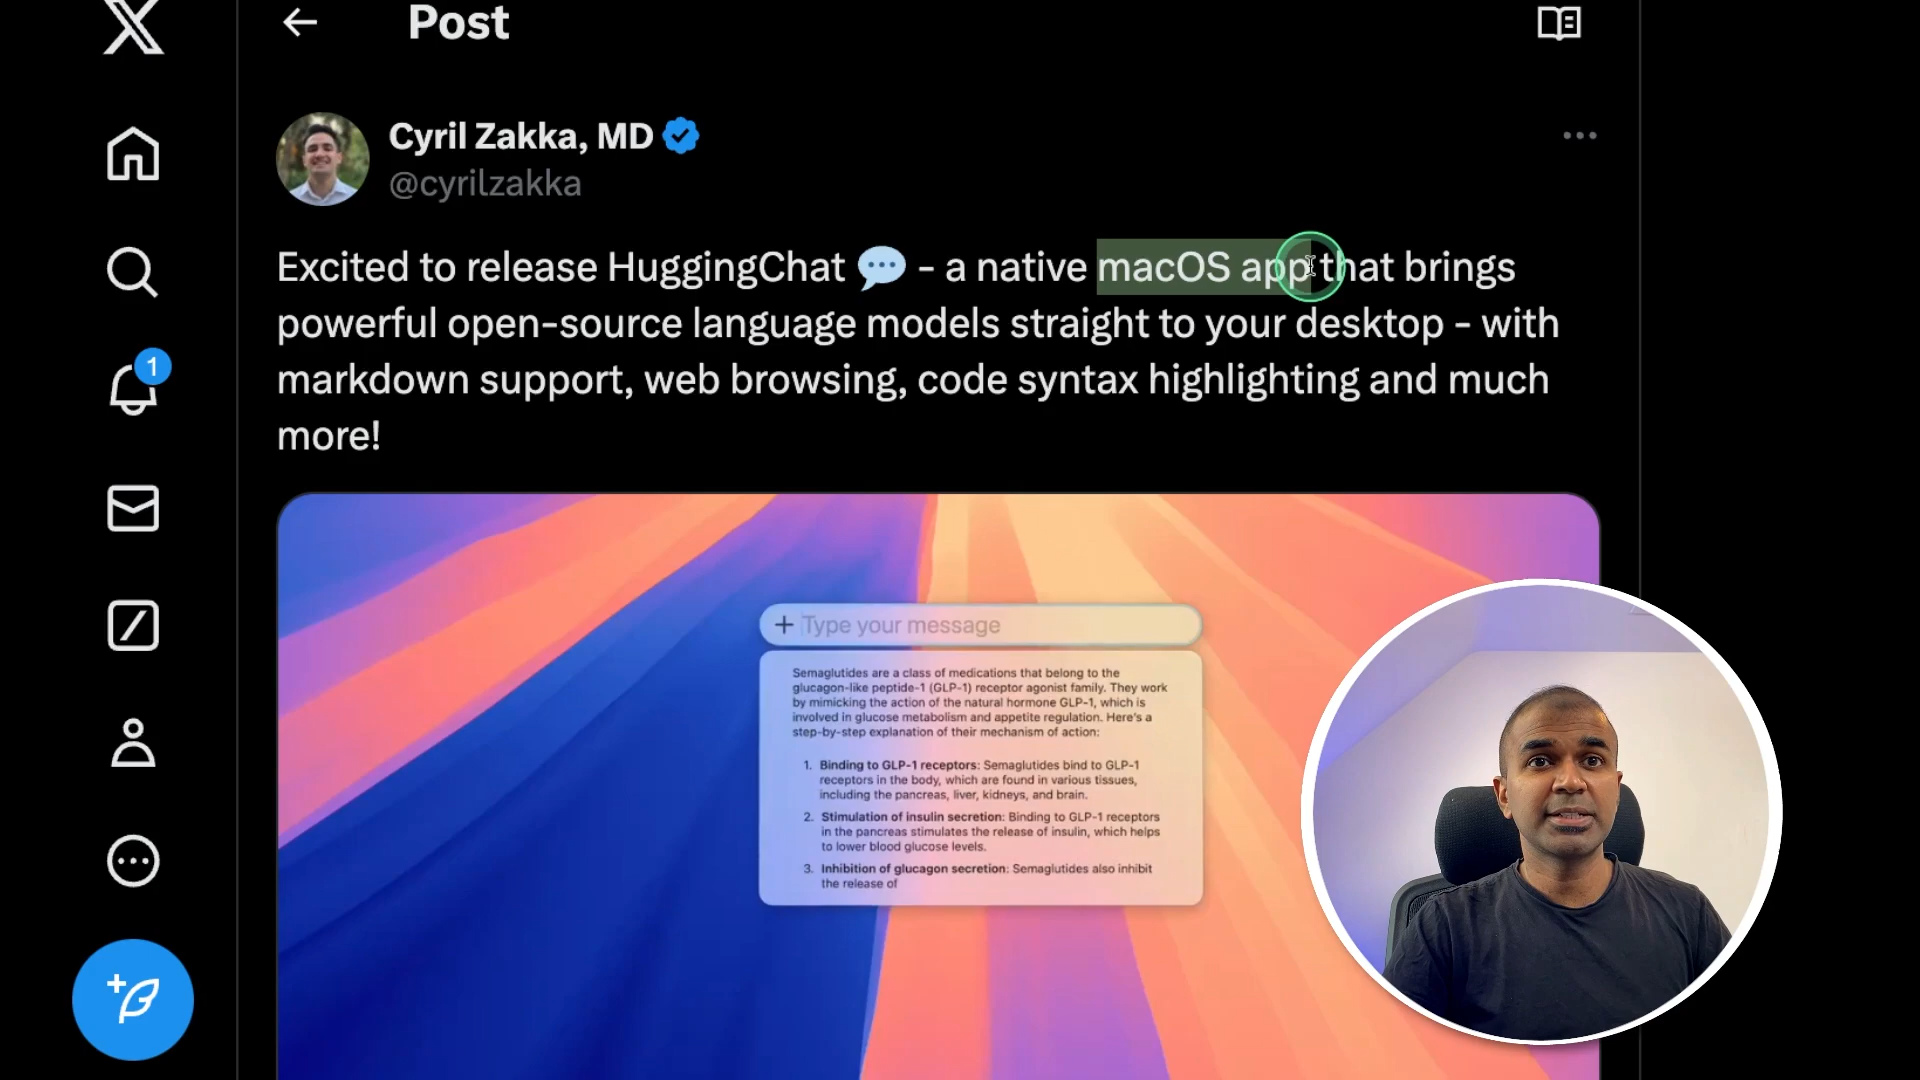 Post
Cyril Zakka, MD
@cyrilzakka
Excited to release HuggingChat 💬 - a native macOS app that brings
powerful open-source language models straight to your desktop - with
markdown support, web browsing, code syntax highlighting and much
more!
1
+ Type your message
Semaglutides are a class of medications that belong to the
glucagon-like peptide-1 (GLP-1) receptor agonist family. They work
by mimicking the action of the natural hormone GLP-1, which is
involved in glucose metabolism and appetite regulation. Here's a
step-by-step explanation of their mechanism of action:
1. Binding to GLP-1 receptors: Semaglutides bind to GLP-1
receptors in the body, which are found in various tissues,
including the pancreas, liver, kidneys, and brain.
2. Stimulation of insulin secretion: Binding to GLP-1 receptors
in the pancreas stimulates the release of insulin, which helps
to lower blood glucose levels.
3. Inhibition of glucagon secretion: Semaglutides also inhibit
the release of